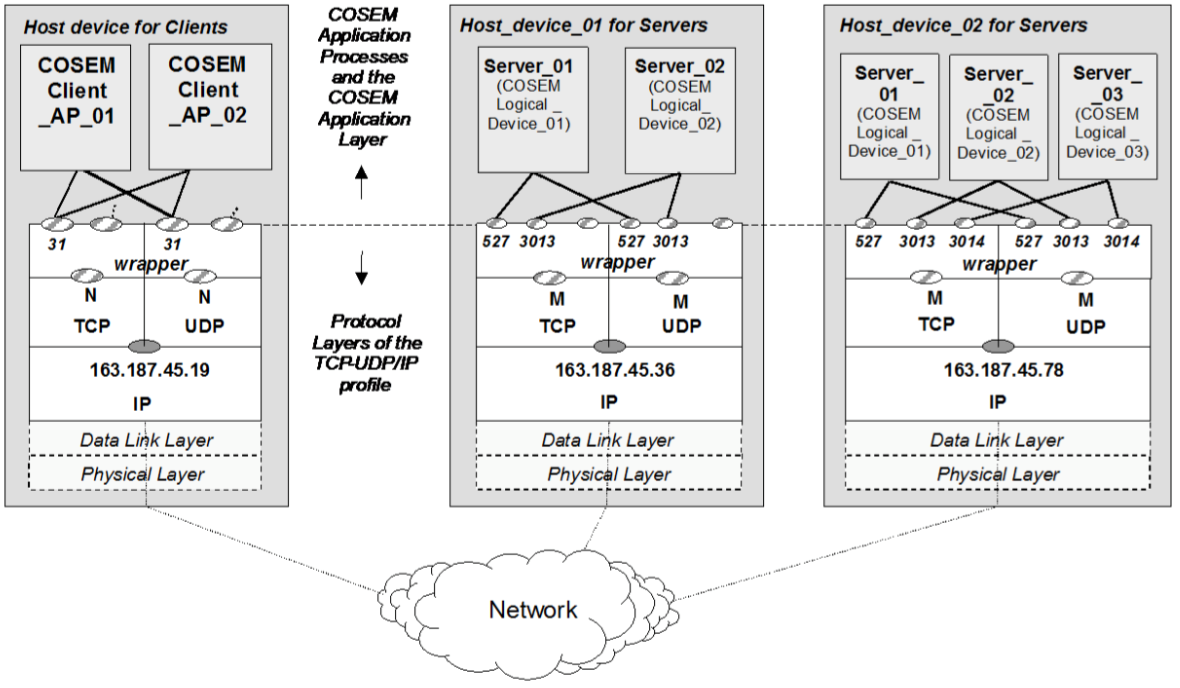 Host device for Clients
COSEM
Client
_AP_01
COSEM
Client
_AP_02
31
31
wrapper
N
N
TCP
UDP
163.187.45.19
IP
Data Link Layer
Physical Layer
COSEM
Application
Processes
and the
COSEM
Application
Layer
Protocol
Layers of the
TCP-UDP/IP
profile
Host_device_01 for Servers
Server_01
(COSEM
Logical _
Device_01)
Server_02
(COSEM
Logical_
Device_02)
527
3013
527
3013
wrapper
M
M
TCP
UDP
163.187.45.36
IP
Data Link Layer
Physical Layer
Host_device_02 for Servers
Server_
_01
(COSEM
Logical _
Device_01)
Server_
_02
(COSEM
Logical _
Device_02)
Server_
_03
(COSEM
Logical _
Device_03)
527
3013
3014
527
3013
3014
wrapper
M
M
TCP
UDP
163.187.45.78
IP
Data Link Layer
Physical Layer
Network